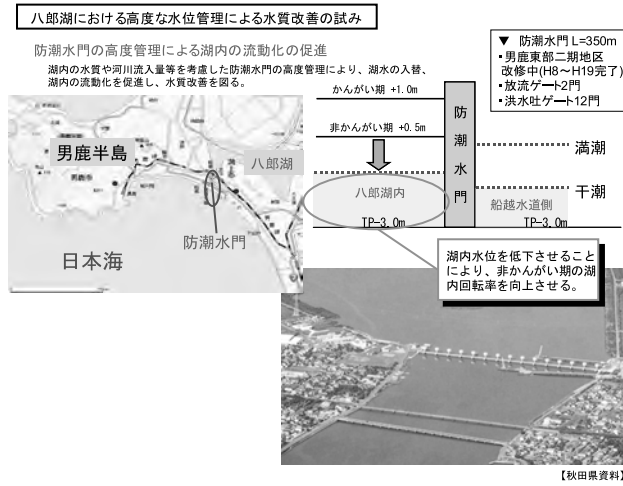 八郎湖における高度な水位管理による水質改善の試み
防潮水門の高度管理による湖内の流動化の促進
湖内の水質や河川流入量等を考慮した防潮水門の高度管理により、湖水の入替、
湖内の流動化を促進し、水質改善を図る。
▼ 防潮水門 L=350m
・男鹿東部二期地区
改修中(H8～H19完了)
・放流ゲート2門
・洪水吐ゲート12門
男鹿半島
八郎湖
防潮水門
日本海
かんがい期 +1.0m
非かんがい期 +0.5m
防潮水門
満潮
干潮
八郎湖内
船越水道側
TP-3.0m
TP-3.0m
湖内水位を低下させること
により、非かんがい期の湖
内回転率を向上させる。
【秋田県資料】